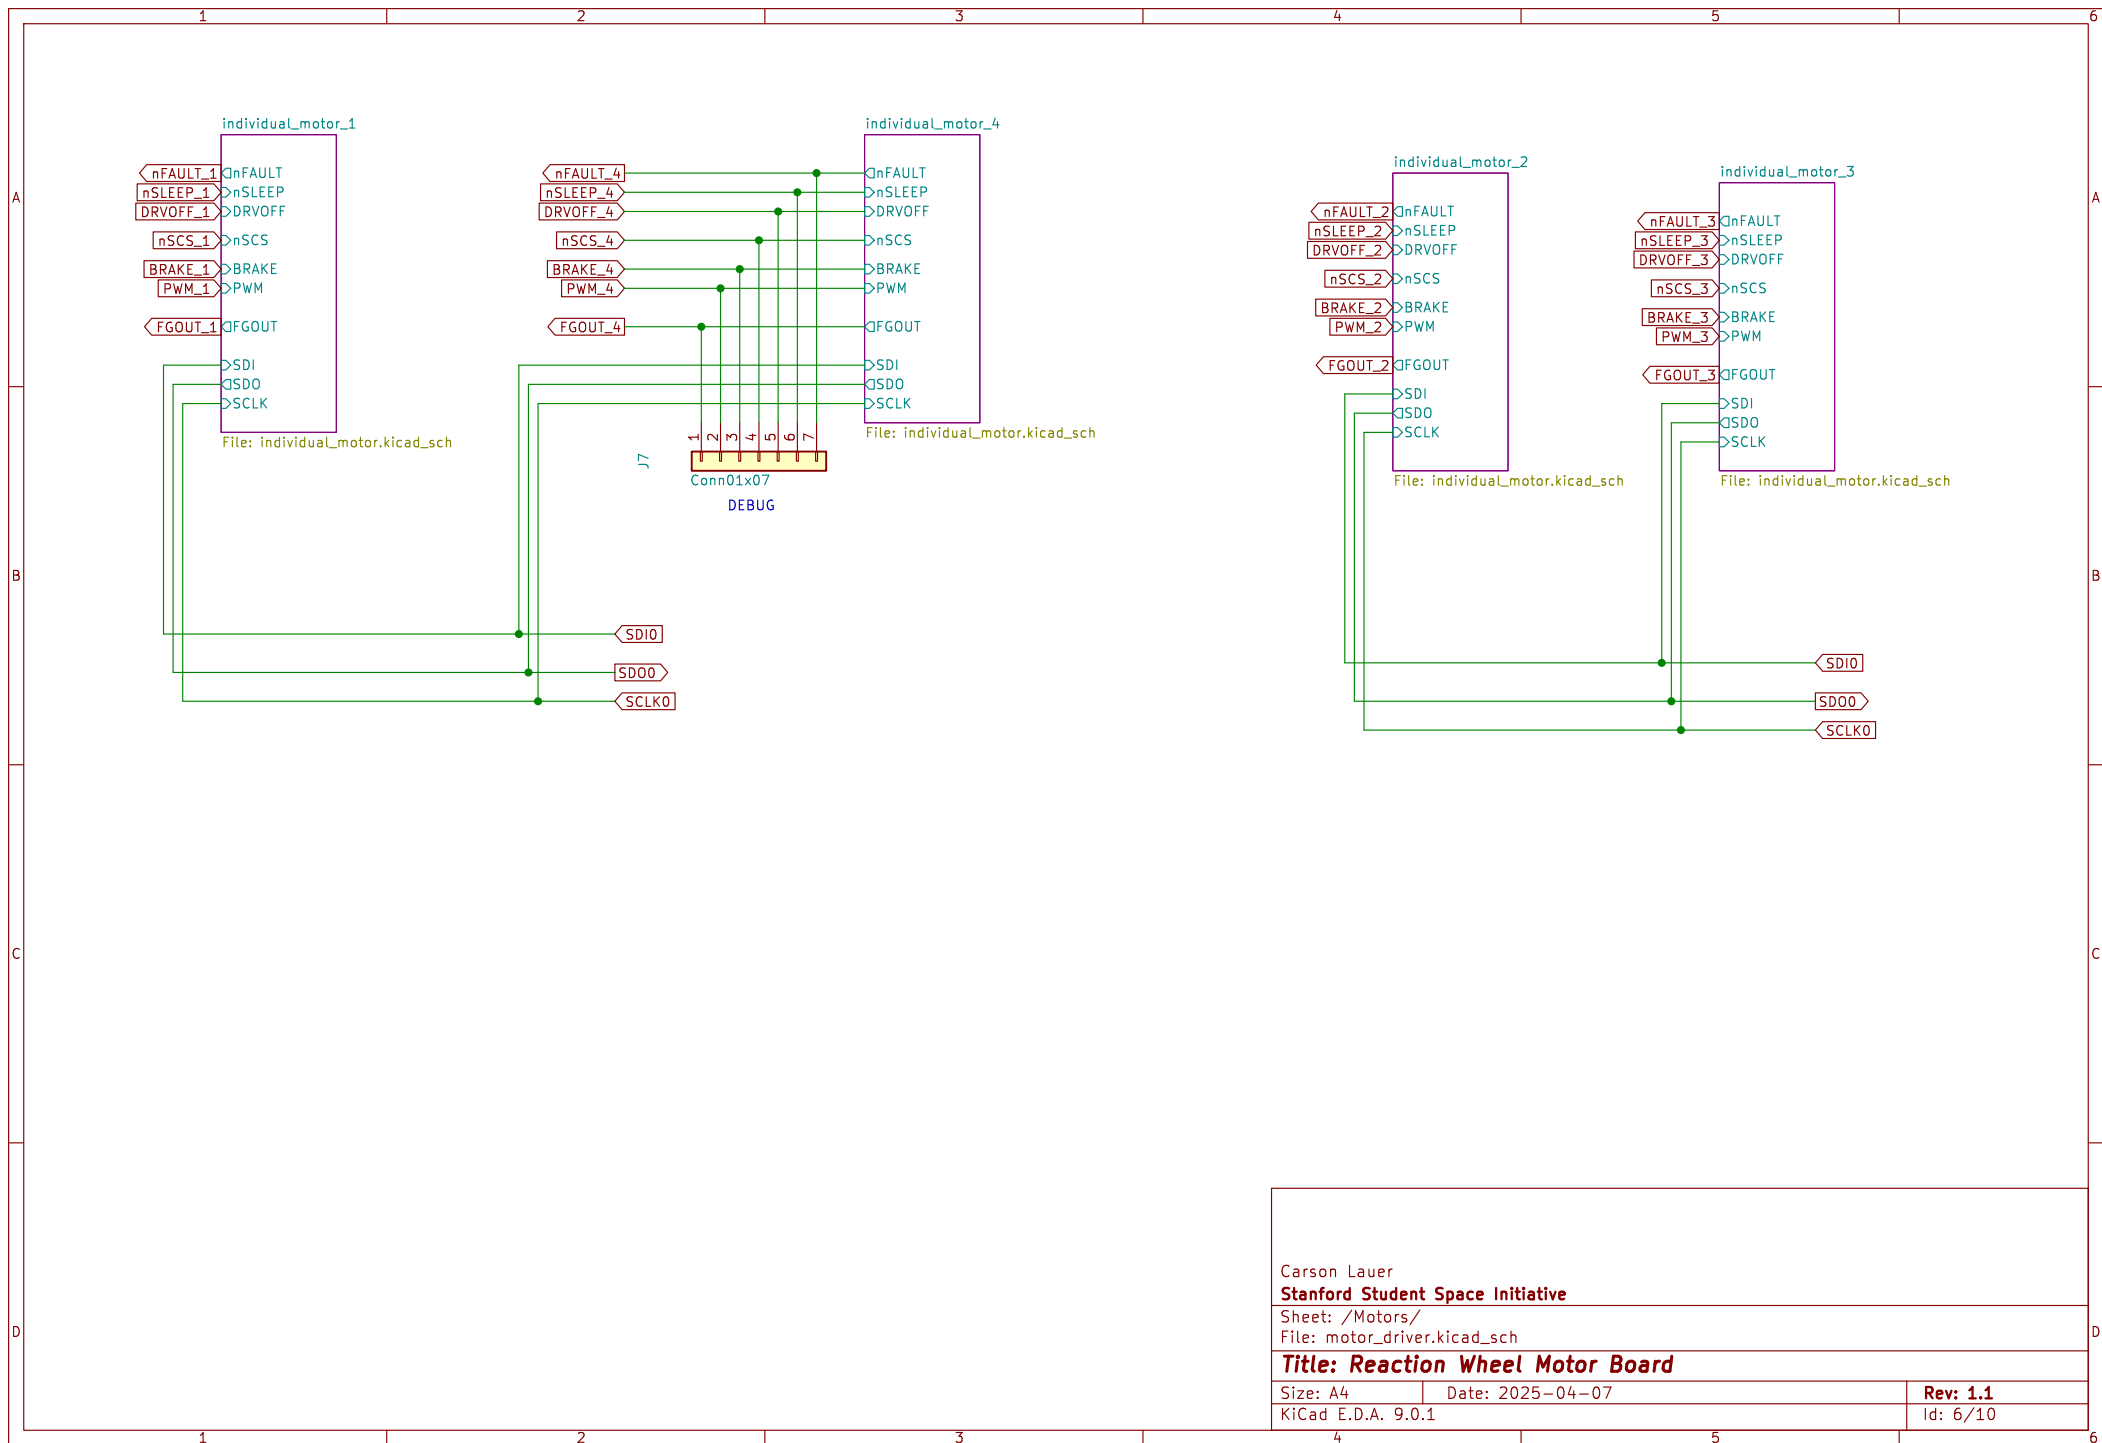 1 2 3 4 5 6
A
B
C
D
A
B
C
D
individual_motor_1
nFAULT_1 nFAULT
nSLEEP_1 nSLEEP
DRVOFF_1 DRVOFF
nSCS_1 nSCS
BRAKE_1 BRAKE
PWM_1 PWM
FGOUT_1 FGOUT
SDI
SDO
SCLK
File: individual_motor.kicad_sch
individual_motor_4
nFAULT_4 nFAULT
nSLEEP_4 nSLEEP
DRVOFF_4 DRVOFF
nSCS_4 nSCS
BRAKE_4 BRAKE
PWM_4 PWM
FGOUT_4 FGOUT
SDI
SDO
SCLK
File: individual_motor.kicad_sch
1 2 3 4 5 6 7
J7
Conn01x07
DEBUG
SDI0
SDO0
SCLK0
individual_motor_2
nFAULT_2 nFAULT
nSLEEP_2 nSLEEP
DRVOFF_2 DRVOFF
nSCS_2 nSCS
BRAKE_2 BRAKE
PWM_2 PWM
FGOUT_2 FGOUT
SDI
SDO
SCLK
File: individual_motor.kicad_sch
individual_motor_3
nFAULT_3 nFAULT
nSLEEP_3 nSLEEP
DRVOFF_3 DRVOFF
nSCS_3 nSCS
BRAKE_3 BRAKE
PWM_3 PWM
FGOUT_3 FGOUT
SDI
SDO
SCLK
File: individual_motor.kicad_sch
SDI0
SDO0
SCLK0
Carson Lauer
Stanford Student Space Initiative
Sheet: /Motors/
File: motor_driver.kicad_sch
Title: Reaction Wheel Motor Board
Size: A4 Date: 2025-04-07 Rev: 1.1
KiCad E.D.A. 9.0.1 Id: 6/10
1 2 3 4 5 6